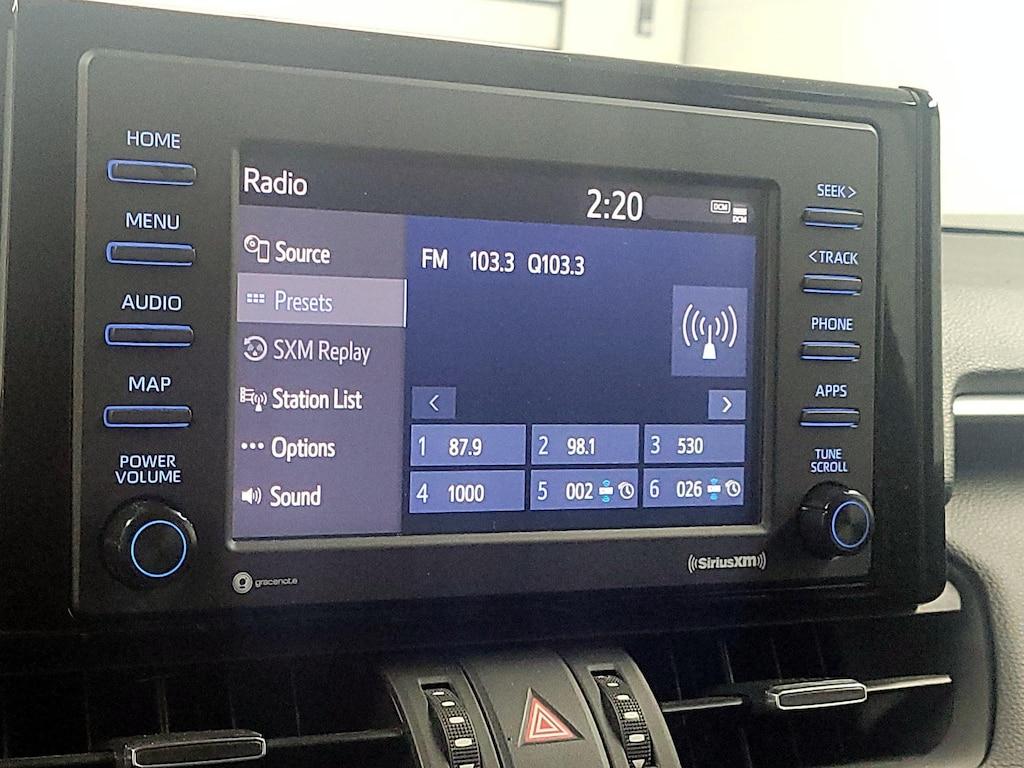 HOME
MENU
AUDIO
MAP
POWER
VOLUME
Radio
2:20
DCM
DCM
Source
Presets
SXM Replay
Station List
Options
Sound
FM 103.3 Q103.3
<
>
1 87.9
2 98.1
3 530
4 1000
5 002
6 026
gracenote
SiriusXM
SEEK >
< TRACK
PHONE
APPS
TUNE
SCROLL